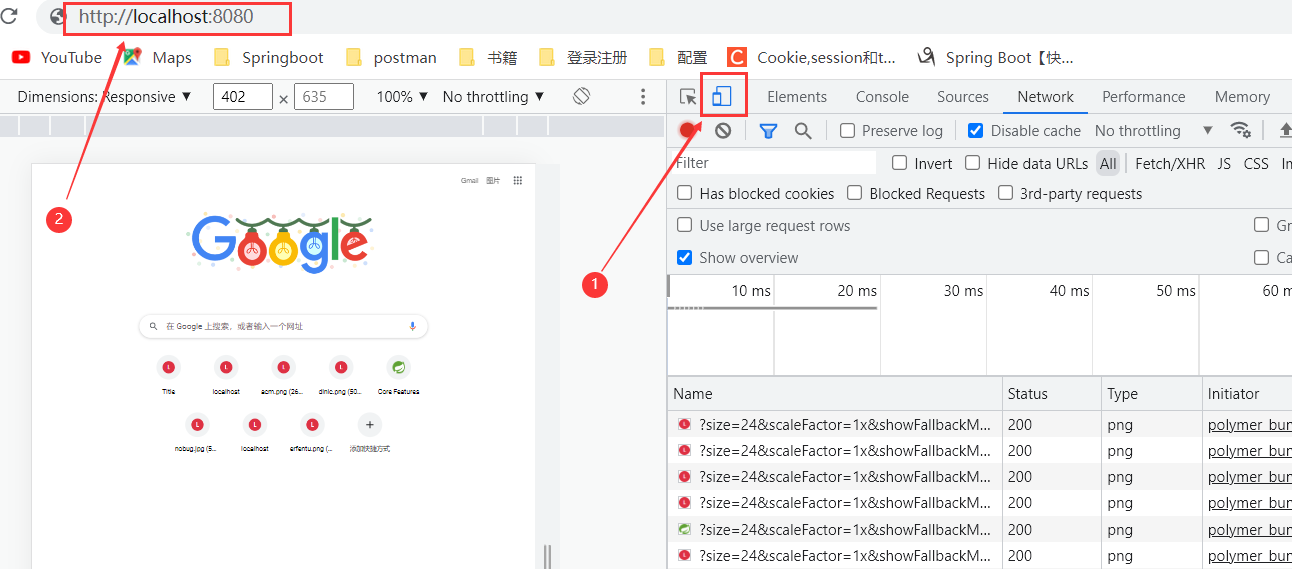 http://localhost:8080
YouTube Maps Springboot postman 书籍 登录注册 配置 Cookie,session和t... Spring Boot【快...
Dimensions: Responsive ▼ 402 × 635 100% ▼ No throttling ▼
Elements Console Sources Network Performance Memory
Preserve log Disable cache No throttling ▼
Filter Invert Hide data URLs All Fetch/XHR JS CSS
Has blocked cookies Blocked Requests 3rd-party requests
Use large request rows
Show overview
10 ms 20 ms 30 ms 40 ms 50 ms 60
2
1
Gmail 图片
Google
在 Google 上搜索，或者输入一个网址
Title localhost acm.png (26... dinic.png (50... Core Features
nobug.jpg (5... localhost erfentu.png (... 添加快捷方式
Name Status Type Initiator
?size=24&scaleFactor=1x&showFallbackM... 200 png polymer_bun
?size=24&scaleFactor=1x&showFallbackM... 200 png polymer_bun
?size=24&scaleFactor=1x&showFallbackM... 200 png polymer_bun
?size=24&scaleFactor=1x&showFallbackM... 200 png polymer_bun
?size=24&scaleFactor=1x&showFallbackM... 200 png polymer_bun
?size=24&scaleFactor=1x&showFallbackM... 200 png polymer_bun